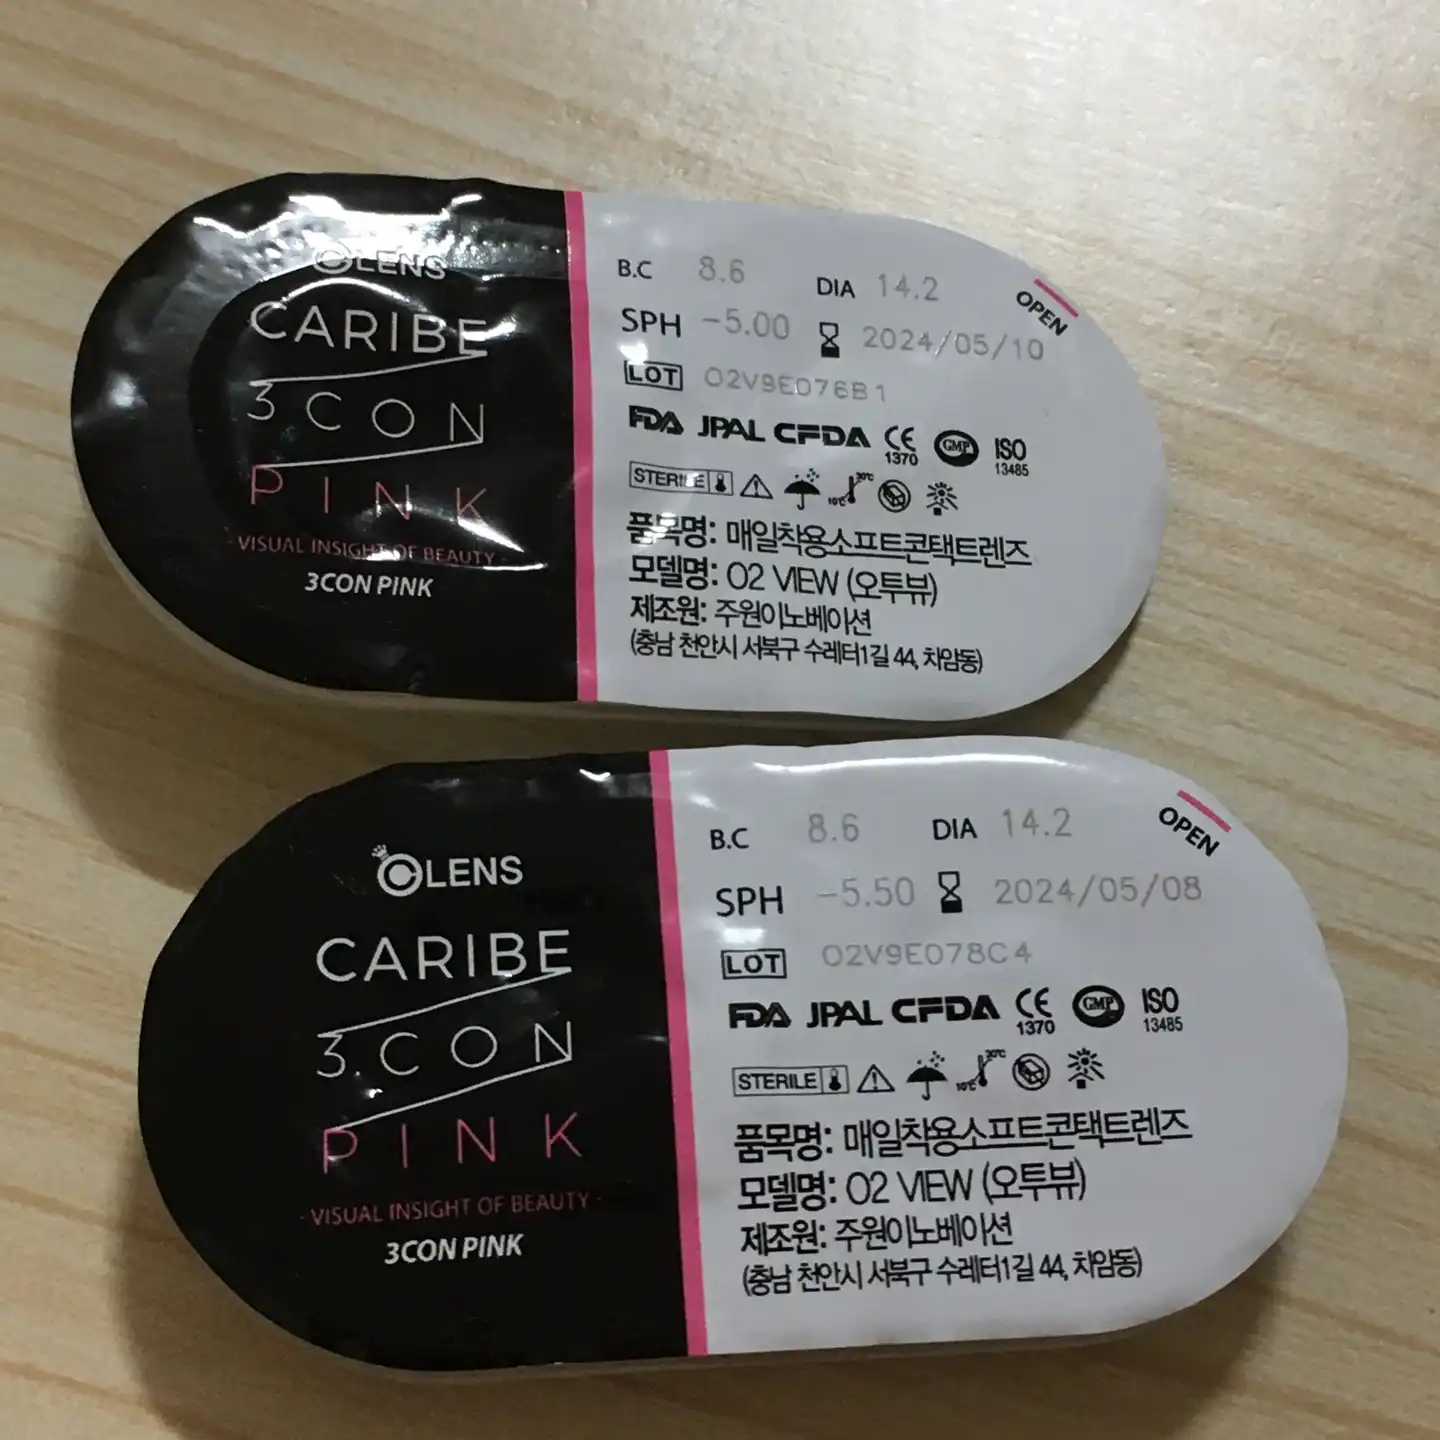 OLENS
CARIBE
3CON
PINK
- VISUAL INSIGHT OF BEAUTY -
3CON PINK
B.C 8.6 DIA 14.2
OPEN
SPH -5.00 2024/05/10
LOT O2V9E076B1
FDA JPAL CFDA CE 1370 GMP ISO 13485
STERILE 10℃ 30℃
품목명: 매일착용소프트콘택트렌즈
모델명: O2 VIEW (오투뷰)
제조원: 주원이노베이션
(충남 천안시 서북구 수레터1길 44, 차암동)
OLENS
CARIBE
3CON
PINK
- VISUAL INSIGHT OF BEAUTY -
3CON PINK
B.C 8.6 DIA 14.2
OPEN
SPH -5.50 2024/05/08
LOT O2V9E078C4
FDA JPAL CFDA CE 1370 GMP ISO 13485
STERILE 10℃ 30℃
품목명: 매일착용소프트콘택트렌즈
모델명: O2 VIEW (오투뷰)
제조원: 주원이노베이션
(충남 천안시 서북구 수레터1길 44, 차암동)